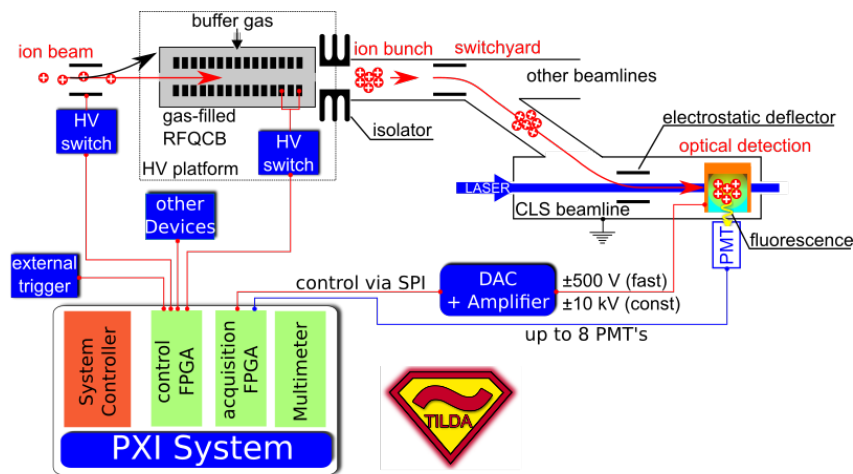 buffer gas
ion beam
ion bunch
switchyard
other beamlines
gas-filled
RFQCB
isolator
electrostatic deflector
optical detection
HV
switch
HV platform
HV
switch
LASER
CLS beamline
fluorescence
PMT
other
Devices
external
trigger
control via SPI
DAC
+ Amplifier
±500 V (fast)
±10 kV (const)
up to 8 PMT's
System
Controller
control
FPGA
acquisition
FPGA
Multimeter
PXI System
TILDA